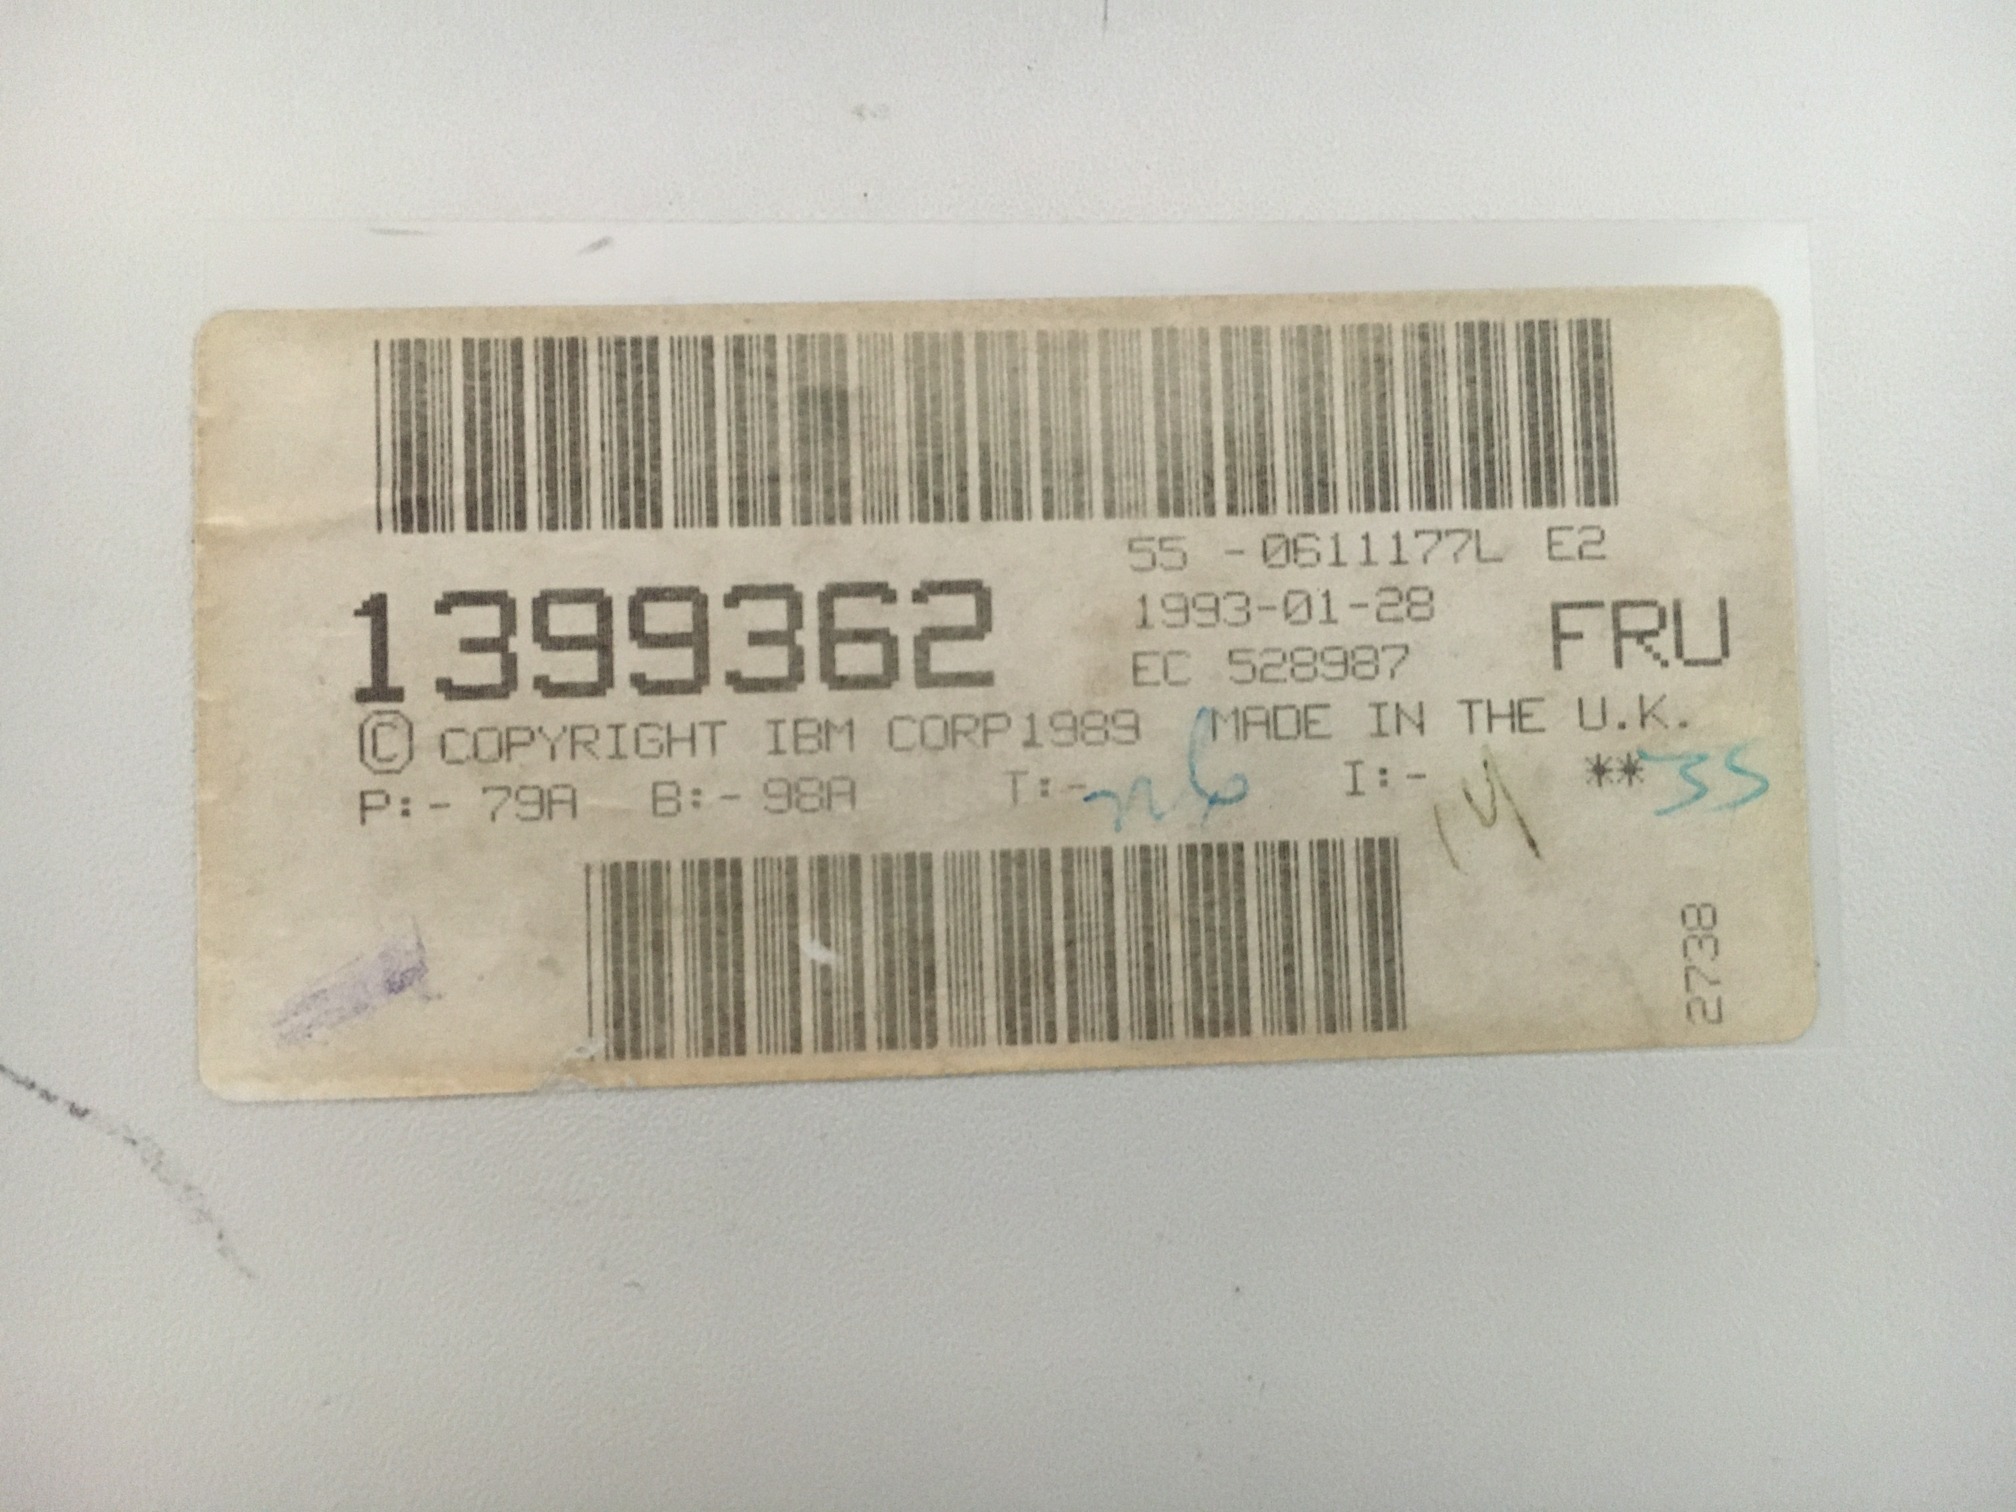 55 -0611177L E2
1399362
1993-01-28
FRU
EC 528987
© COPYRIGHT IBM CORP1989 MADE IN THE U.K.
P:- 79A B:- 98A T:- I:- 14 **35
2738